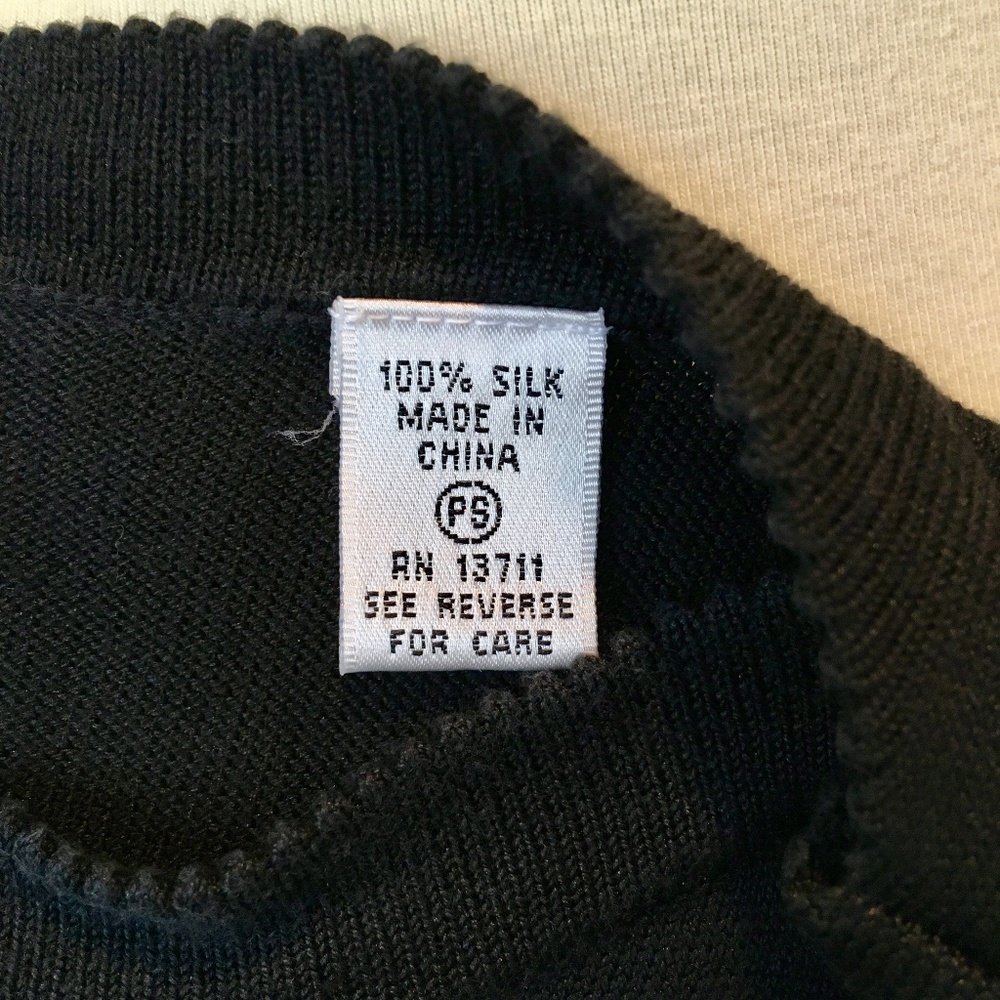 100% SILK
MADE IN
CHINA
PS
RN 13711
SEE REVERSE
FOR CARE